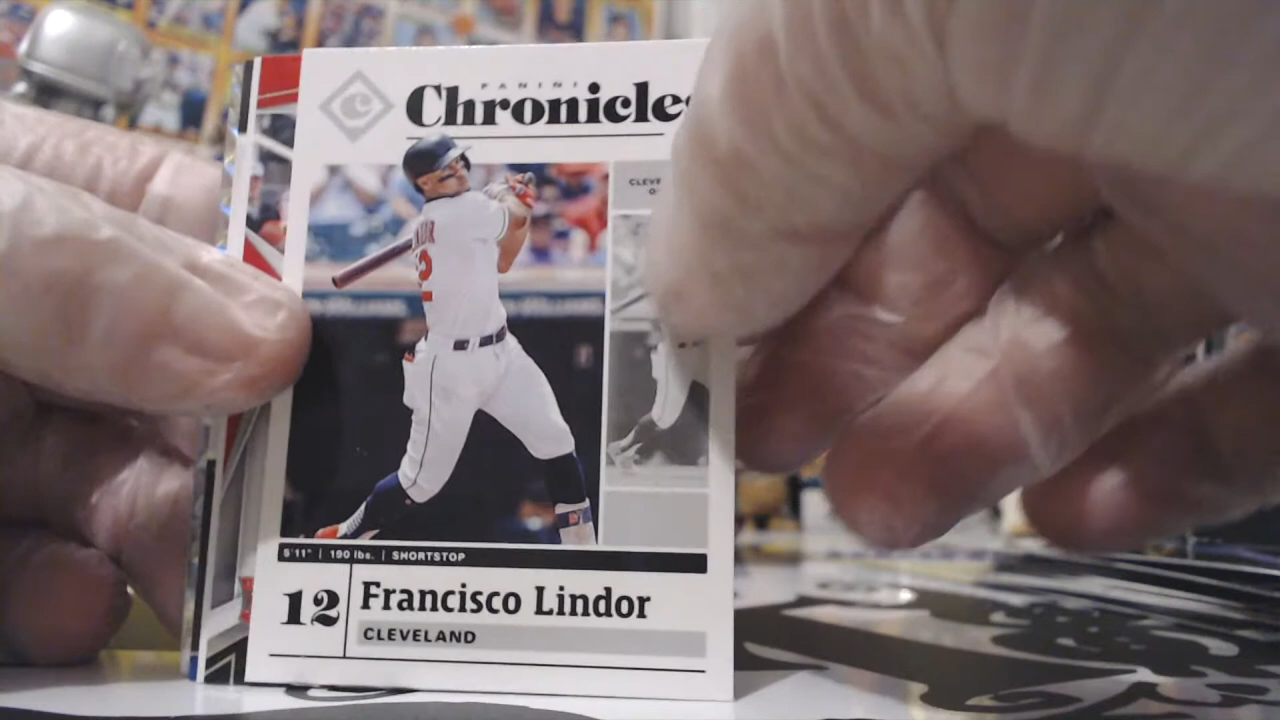 PANINI
Chronicles
5'11" | 190 lbs. | SHORTSTOP
12
Francisco Lindor
CLEVELAND